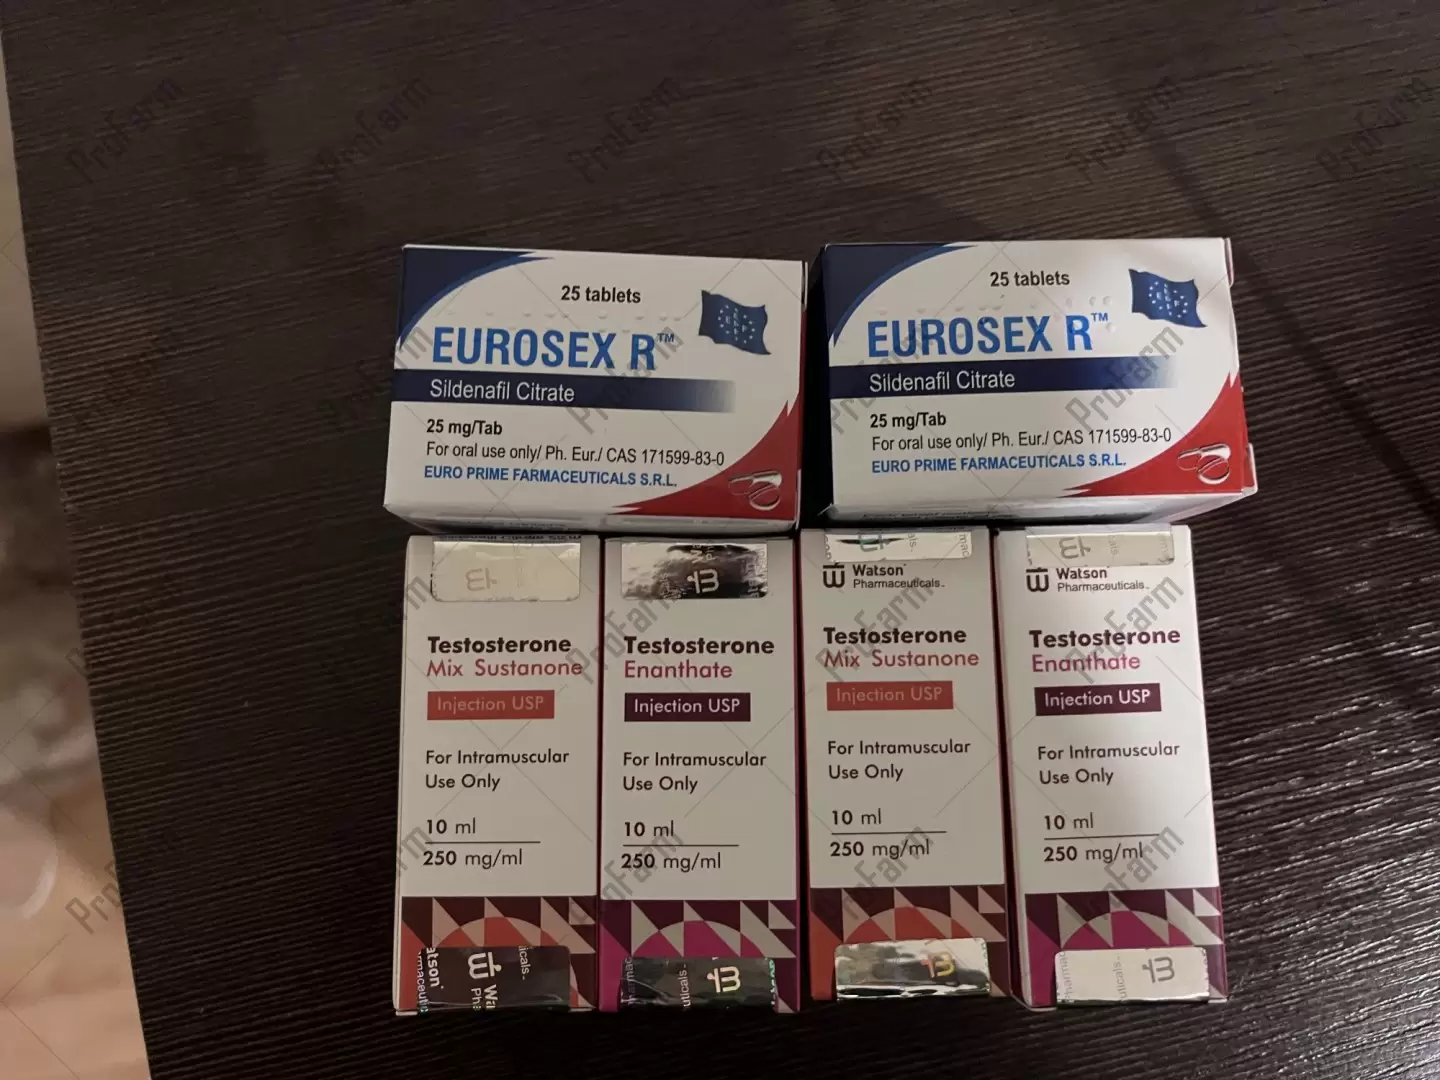 25 tablets
EUROSEX R™
Sildenafil Citrate
25 mg/Tab
For oral use only/ Ph. Eur./ CAS 171599-83-0
EURO PRIME FARMACEUTICALS S.R.L.
25 tablets
EUROSEX R™
Sildenafil Citrate
25 mg/Tab
For oral use only/ Ph. Eur./ CAS 171599-83-0
EURO PRIME FARMACEUTICALS S.R.L.
Testosterone
Mix Sustanone
Injection USP
For Intramuscular
Use Only
10 ml
250 mg/ml
Testosterone
Enanthate
Injection USP
For Intramuscular
Use Only
10 ml
250 mg/ml
Watson
Pharmaceuticals
Testosterone
Mix Sustanone
Injection USP
For Intramuscular
Use Only
10 ml
250 mg/ml
Watson
Pharmaceuticals
Testosterone
Enanthate
Injection USP
For Intramuscular
Use Only
10 ml
250 mg/ml
ProFarm